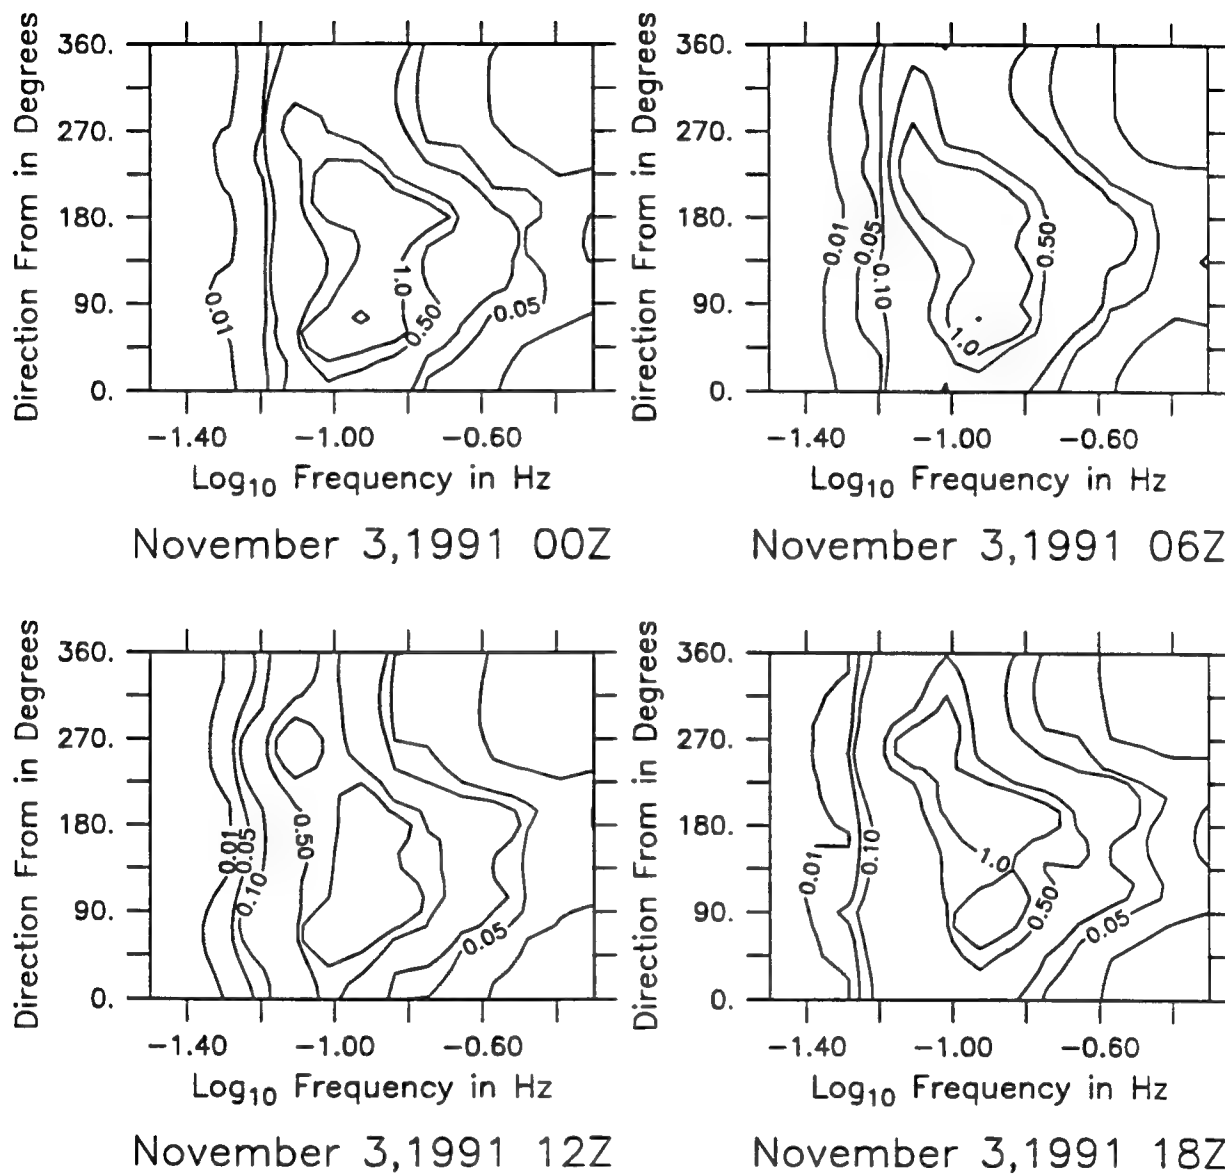 Direction From in Degrees
360.
270.
180.
90.
0.
0.01
1.0
0.50
0.05
−1.40 −1.00 −0.60
Log10 Frequency in Hz
November 3,1991 00Z
Direction From in Degrees
360.
270.
180.
90.
0.
0.01
0.05
0.10
0.50
1.0
−1.40 −1.00 −0.60
Log10 Frequency in Hz
November 3,1991 06Z
Direction From in Degrees
360.
270.
180.
90.
0.
0.01
0.05
0.10
0.50
0.05
−1.40 −1.00 −0.60
Log10 Frequency in Hz
November 3,1991 12Z
Direction From in Degrees
360.
270.
180.
90.
0.
0.01
0.10
1.0
0.50
0.05
−1.40 −1.00 −0.60
Log10 Frequency in Hz
November 3,1991 18Z